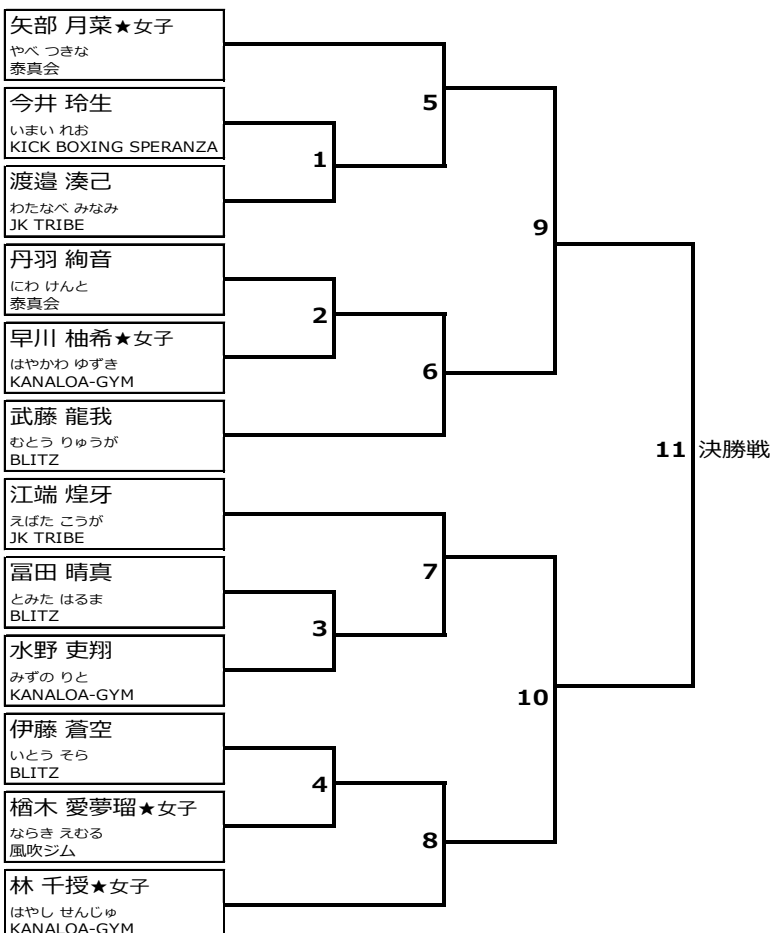 矢部 月菜★女子
やべ つきな
泰真会
今井 玲生
いまい れお
KICK BOXING SPERANZA
渡邉 湊己
わたなべ みなみ
JK TRIBE
丹羽 絢音
にわ けんと
泰真会
早川 柚希★女子
はやかわ ゆずき
KANALOA-GYM
武藤 龍我
むとう りゅうが
BLITZ
江端 煌牙
えばた こうが
JK TRIBE
冨田 晴真
とみた はるま
BLITZ
水野 吏翔
みずの りと
KANALOA-GYM
伊藤 蒼空
いとう そら
BLITZ
楢木 愛夢瑠★女子
ならき えむる
風吹ジム
林 千授★女子
はやし せんじゅ
KANALOA-GYM
1
2
3
4
5
6
7
8
9
10
11 決勝戦